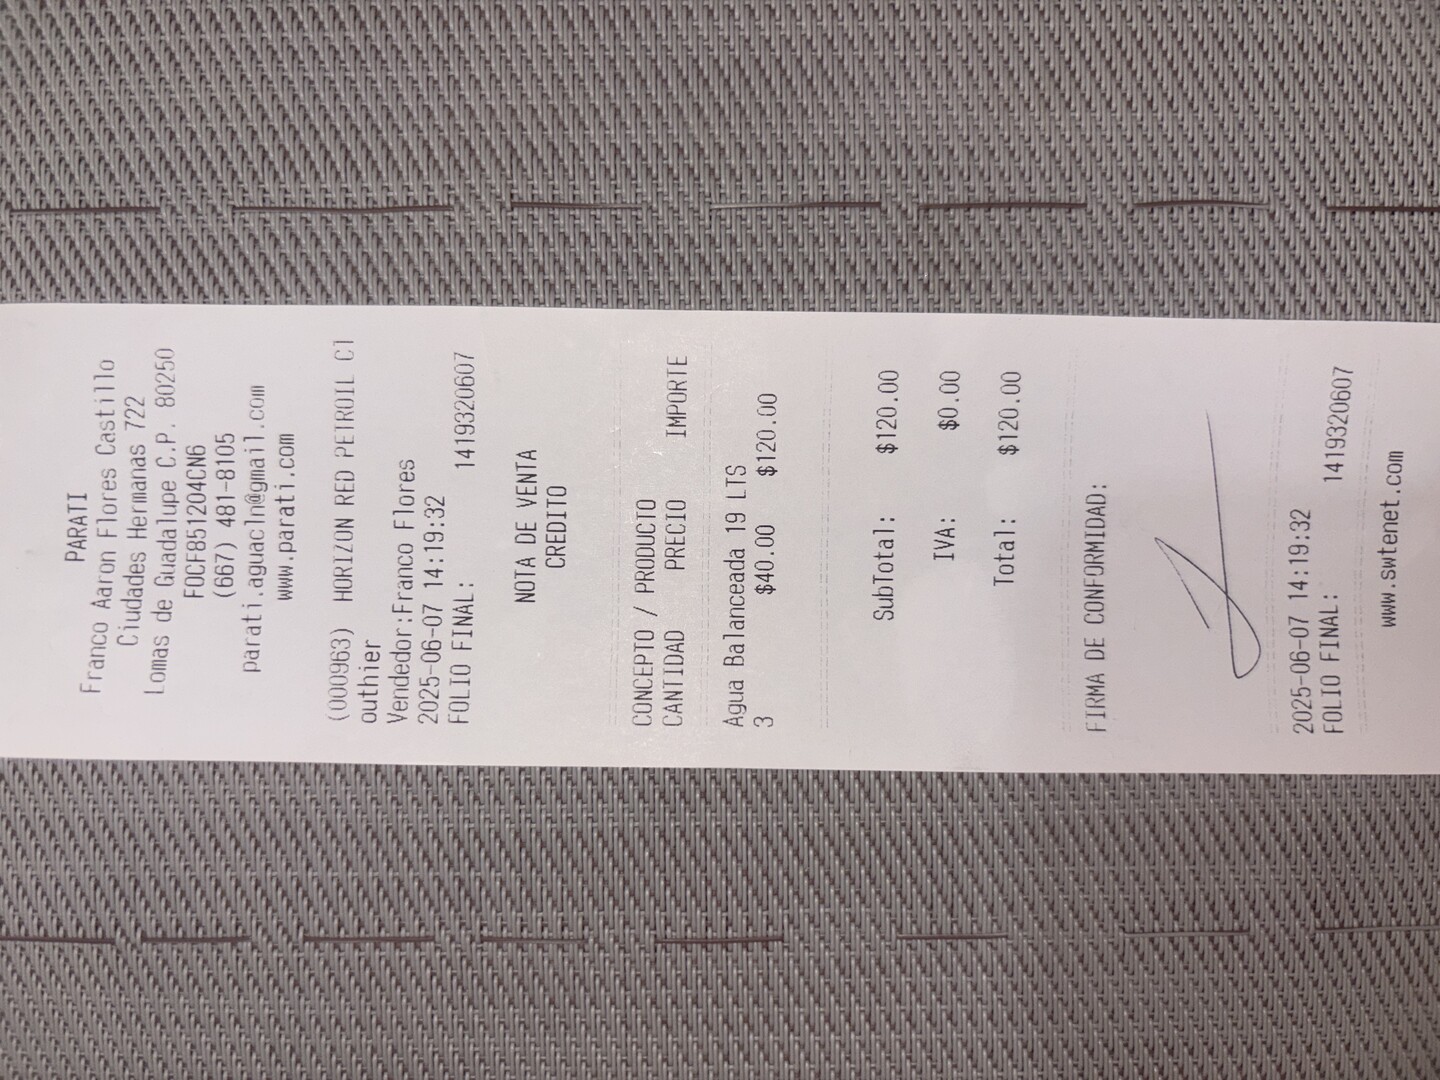 PARATI
Franco Aaron Flores Castillo
Ciudades Hermanas 722
Lomas de Guadalupe C.P. 80250
FOCF851204CN6
(667) 481-8105
parati.aguacln@gmail.com
www.parati.com
(000963) HORIZON RED PETROIL Cl
outhier
Vendedor:Franco Flores
2025-06-07 14:19:32
FOLIO FINAL: 1419320607
NOTA DE VENTA
CREDITO
CONCEPTO / PRODUCTO
CANTIDAD PRECIO IMPORTE
Agua Balanceada 19 LTS
3 $40.00 $120.00
SubTotal: $120.00
IVA: $0.00
Total: $120.00
FIRMA DE CONFORMIDAD:
2025-06-07 14:19:32
FOLIO FINAL: 1419320607
www.swtenet.com